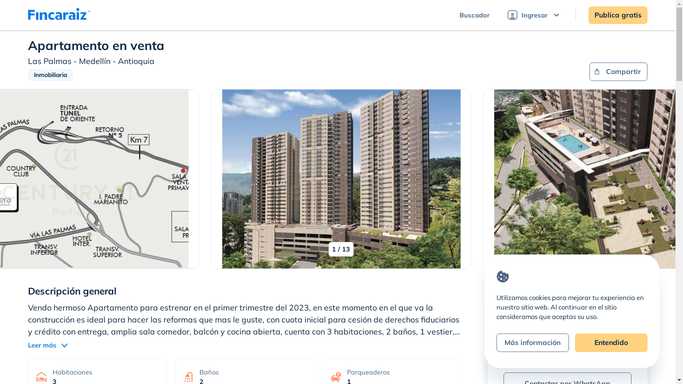 Fincaraiz
Buscador
Ingresar
Publica gratis
Apartamento en venta
Las Palmas - Medellín - Antioquia
Inmobiliaria
Compartir
ENTRADA
TÚNEL
DE ORIENTE
RETORNO
Nº 5
Km 7
COUNTRY
CLUB
SALA
VENT
PRIMAV
I. PADRE
MARIANITO
SALA
P
VÍA LAS PALMAS
HOTEL
INTER.
TRANSV.
INFERIOR
TRANSV.
SUPERIOR
1 / 13
Descripción general
Vendo hermoso Apartamento para estrenar en el primer trimestre del 2023, en este momento en el que va la
construcción es ideal para hacer las reformas que mas le guste, con cuota inicial para cesión de derechos fiduciarios
y crédito con entrega, amplia sala comedor, balcón y cocina abierta, cuenta con 3 habitaciones, 2 baños, 1 vestier,...
Leer más
Habitaciones
3
Baños
2
Parqueaderos
1
Utilizamos cookies para mejorar tu experiencia en
nuestro sitio web. Al continuar en el sitio
consideramos que aceptas su uso.
Más información
Entendido
Contactar por WhatsApp